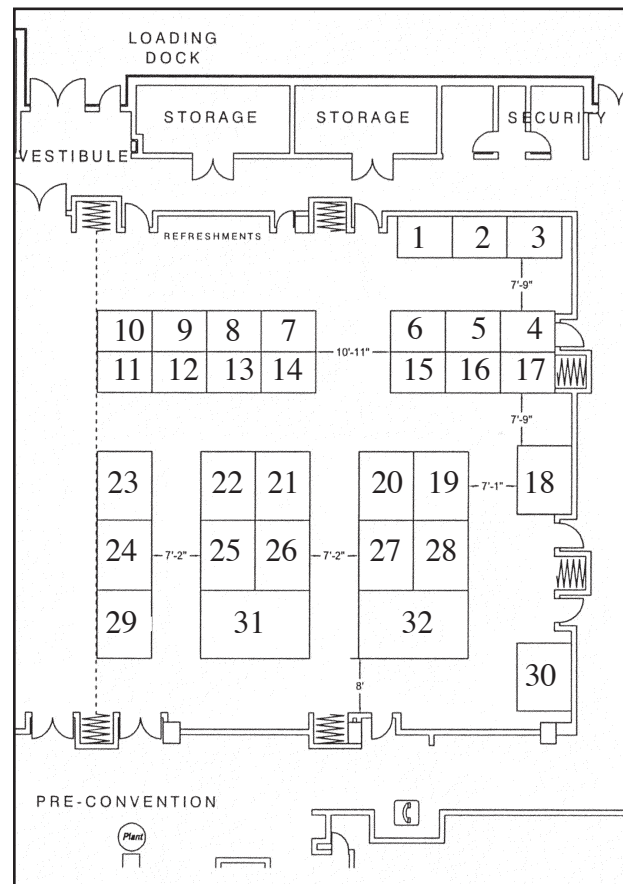 LOADING
DOCK
STORAGE
STORAGE
SECURITY
VESTIBULE
REFRESHMENTS
1 2 3
7'-9"
10 9 8 7
6 5 4
10'-11"
11 12 13 14
15 16 17
7'-9"
23 22 21 20 19 18
7'-1"
24 25 26 27 28
7'-2"
7'-2"
29 31 32
30
8'
PRE-CONVENTION
Plant